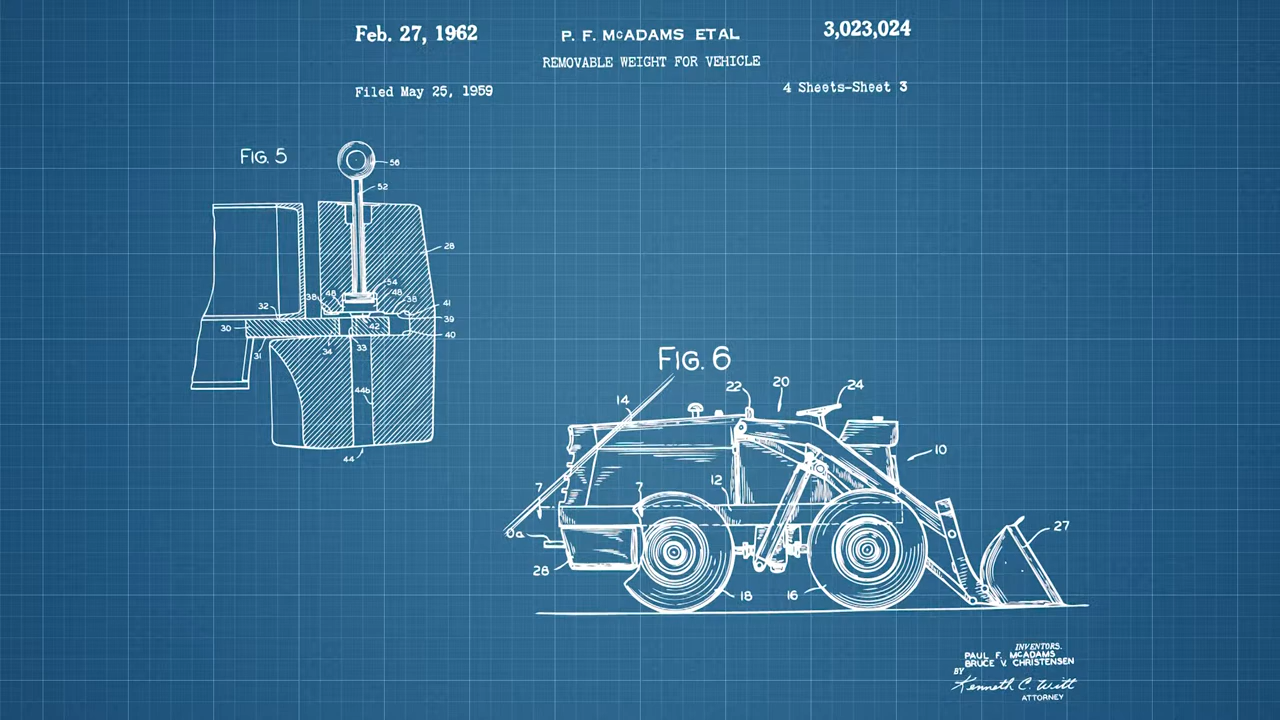 Feb. 27, 1962
P. F. McADAMS ETAL
3,023,024
REMOVABLE WEIGHT FOR VEHICLE
Filed May 25, 1959
4 Sheets-Sheet 3
FIG. 5
56
52
28
54
38
48
48
38
41
32
39
30
42
40
31
34
33
44b
44
FIG. 6
22
20
24
14
10
7
7
12
0a
27
28
18
16
INVENTORS.
PAUL F. McADAMS
BRUCE V. CHRISTENSEN
BY
Kenneth C. Witt
ATTORNEY